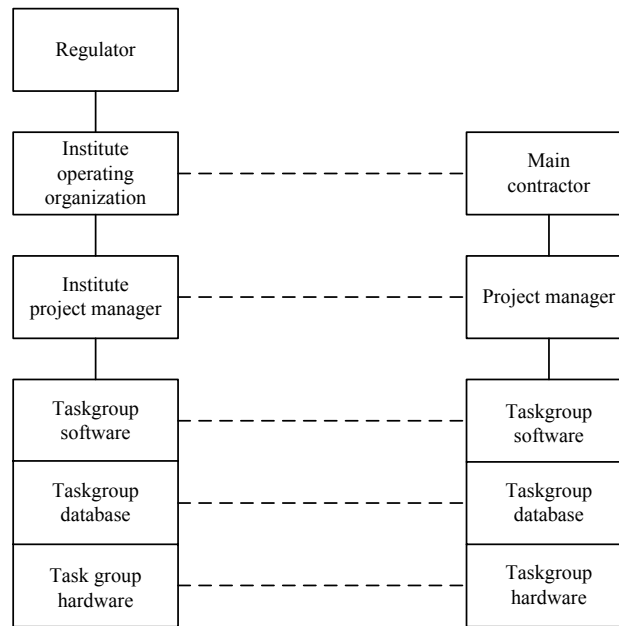 Regulator
Institute
operating
organization
Main
contractor
Institute
project manager
Project manager
Taskgroup
software
Taskgroup
software
Taskgroup
database
Taskgroup
database
Task group
hardware
Taskgroup
hardware